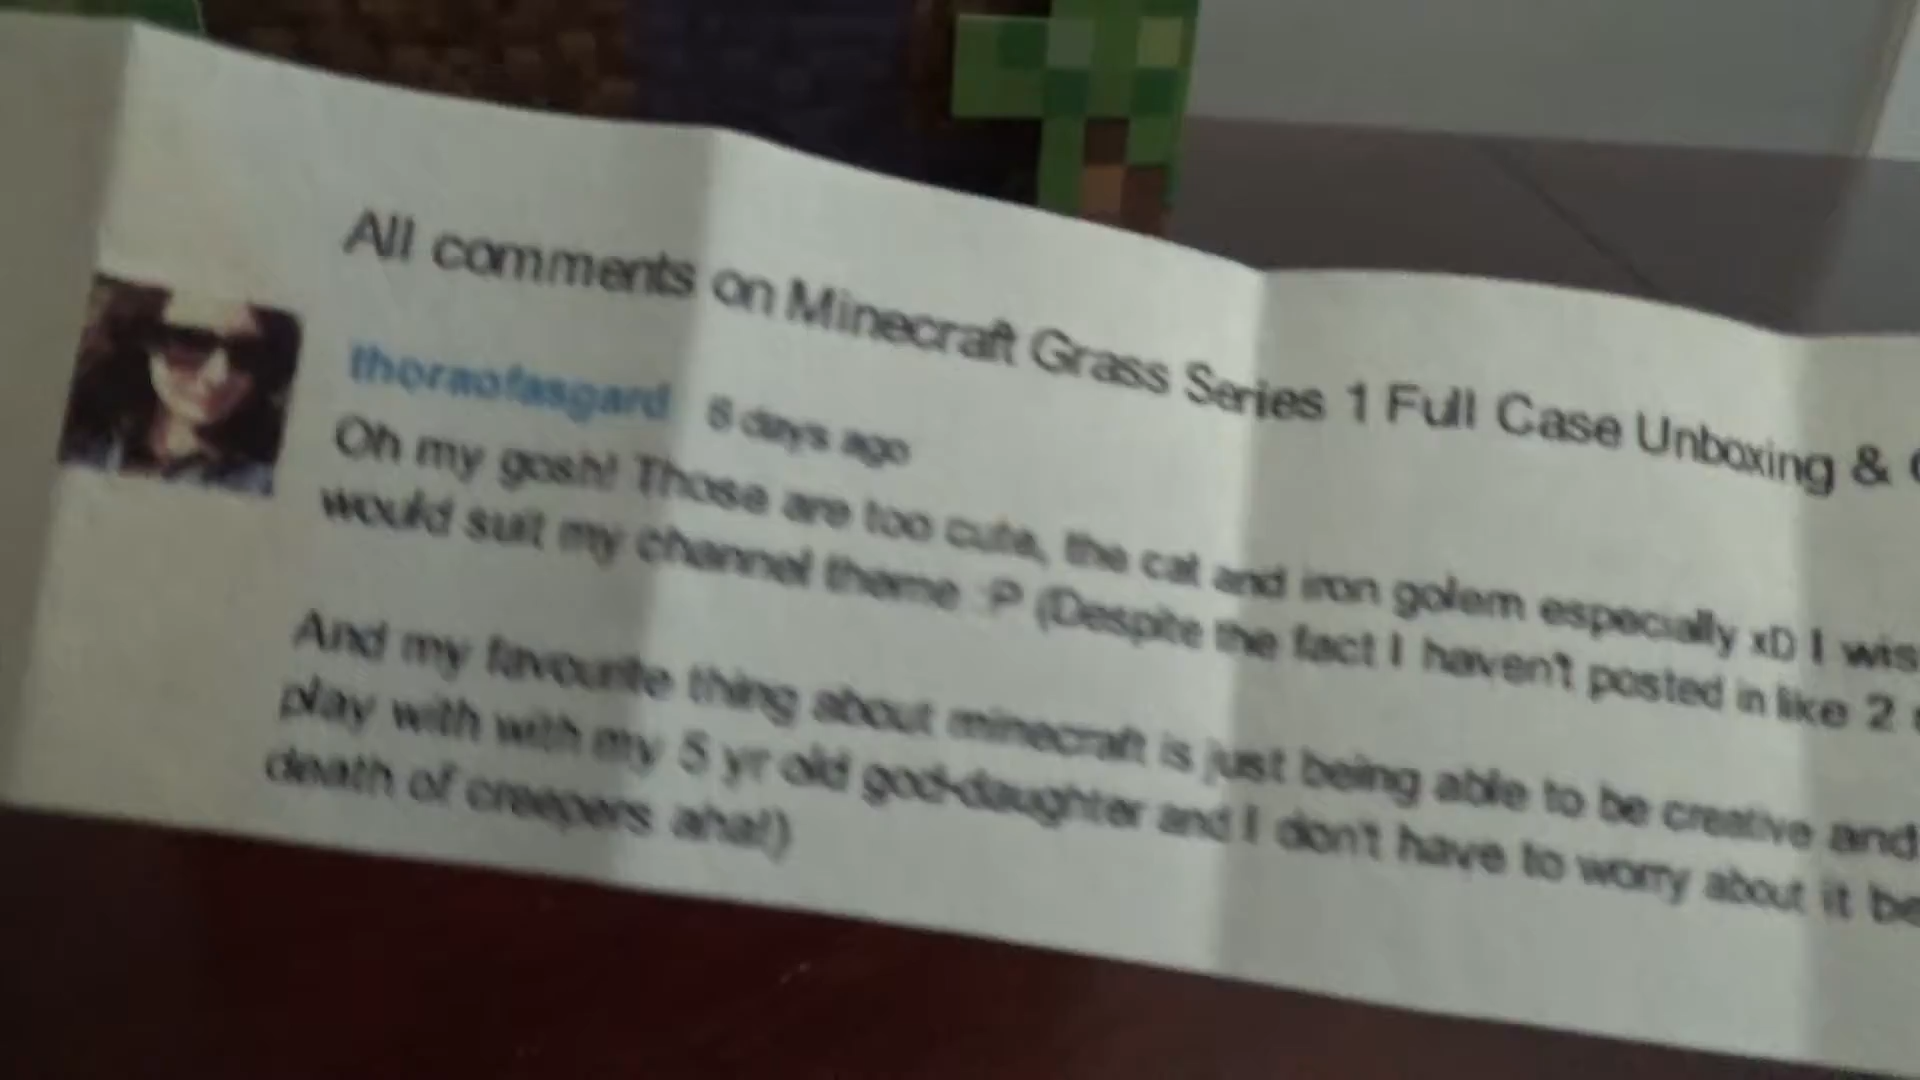 All comments on Minecraft Grass Series 1 Full Case Unboxing &
thoraofasgard 8 days ago
Oh my gosh! Those are too cute, the cat and iron golem especially xD I
would suit my channel theme :P (Despite the fact I haven't posted in like 2
And my favourite thing about minecraft is just being able to be creative and
play with with my 5 yr old god-daughter and I don't have to worry about it
death of creepers aha!)